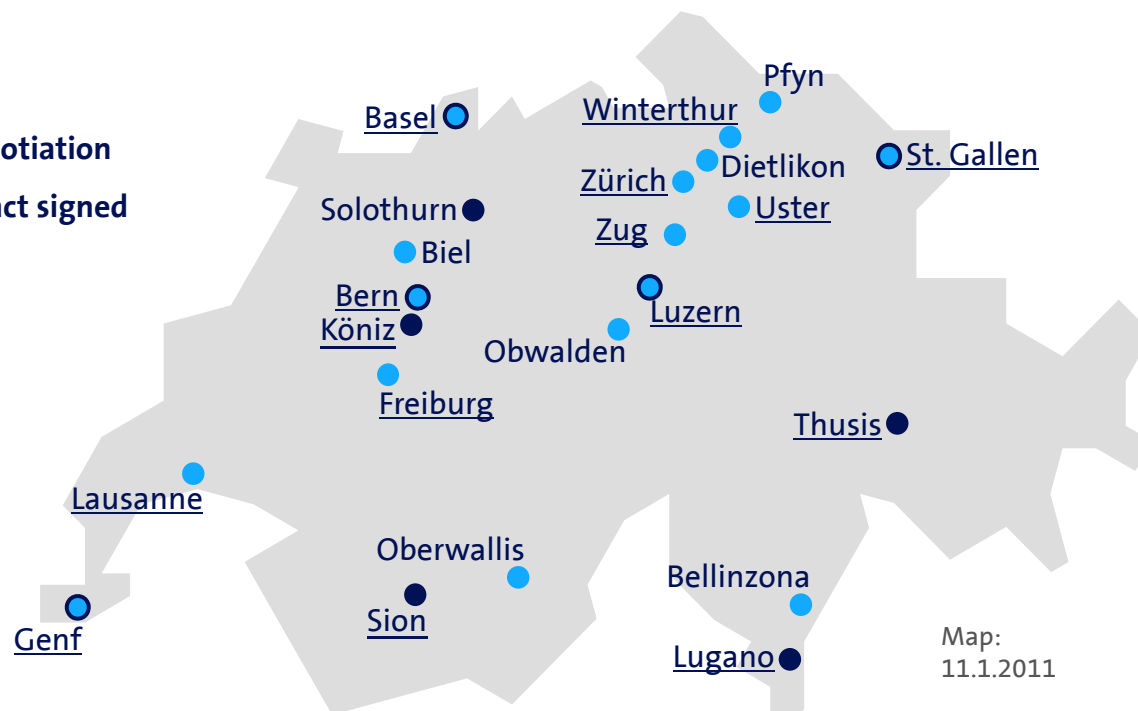 Pfyn
Basel
Winterthur
otiation
St. Gallen
Dietlikon
Zürich
signed
Solothurn
Uster
Zug
Biel
Bern
Luzern
Köniz
Obwalden
Freiburg
Thusis
Lausanne
Oberwallis
Bellinzona
Sion
Genf
Lugano
Map:
11.1.2011